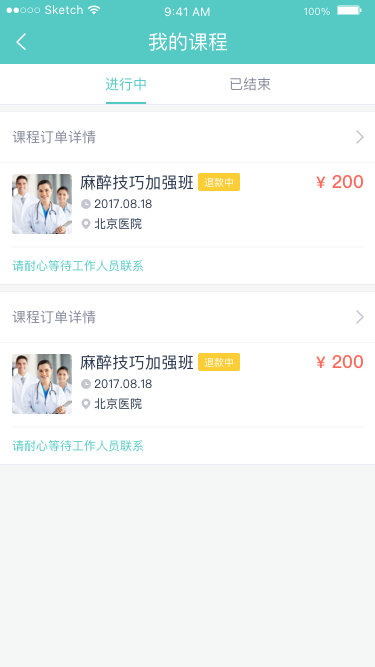 Sketch 9:41 AM 100%
我的课程
进行中 已结束
课程订单详情
麻醉技巧加强班 退款中 ¥ 200
2017.08.18
北京医院
请耐心等待工作人员联系
课程订单详情
麻醉技巧加强班 退款中 ¥ 200
2017.08.18
北京医院
请耐心等待工作人员联系